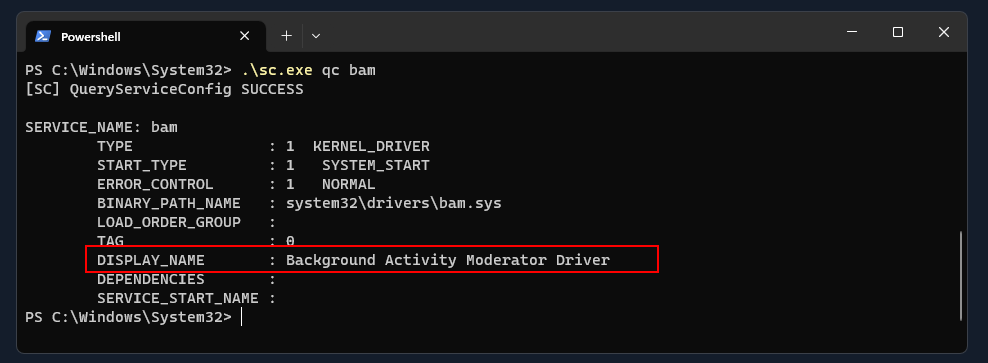 Powershell
PS C:\Windows\System32> .\sc.exe qc bam
[SC] QueryServiceConfig SUCCESS
SERVICE_NAME: bam
TYPE : 1 KERNEL_DRIVER
START_TYPE : 1 SYSTEM_START
ERROR_CONTROL : 1 NORMAL
BINARY_PATH_NAME : system32\drivers\bam.sys
LOAD_ORDER_GROUP :
TAG : 0
DISPLAY_NAME : Background Activity Moderator Driver
DEPENDENCIES :
SERVICE_START_NAME :
PS C:\Windows\System32>